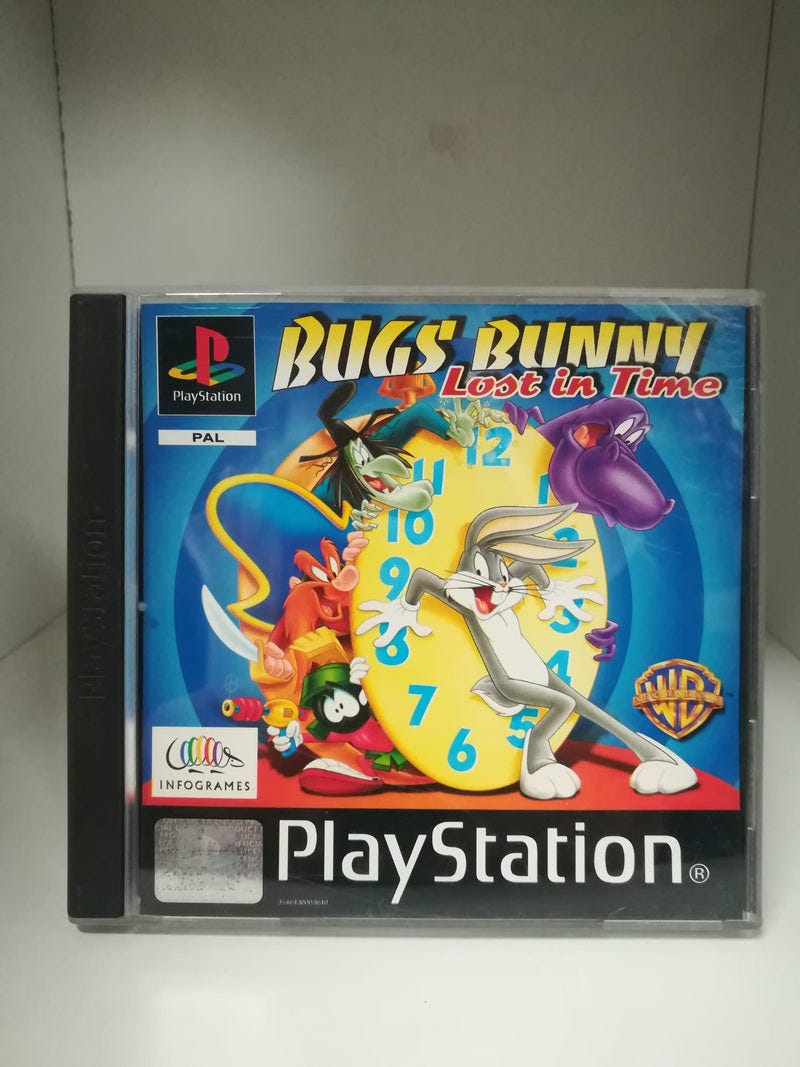 BUGS BUNNY
Lost in Time
PlayStation
PAL
12
11
1
10
2
9
3
8
4
7
5
6
INFOGRAMES
PlayStation®
PlayStation